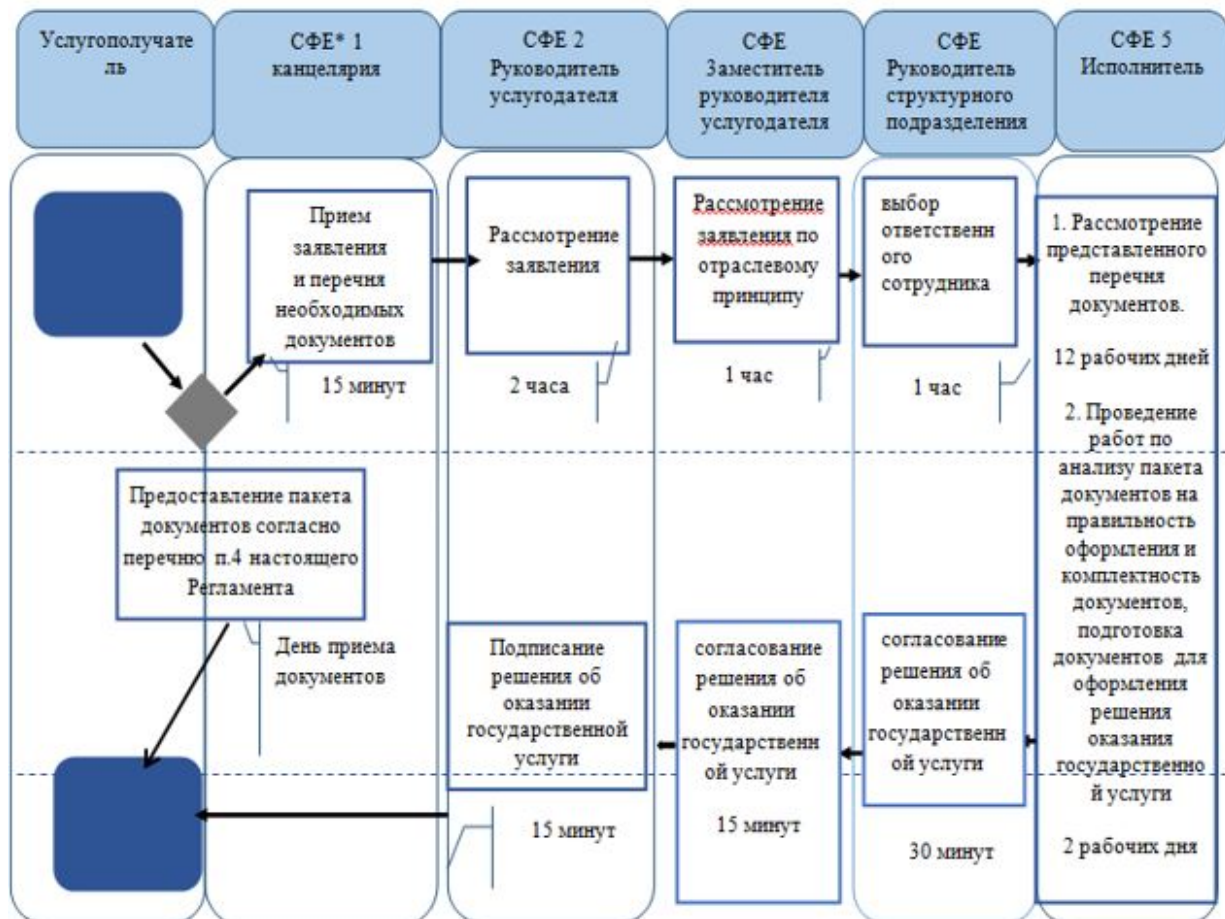 Услугополучате
ль
СФЕ* 1
канцелярия
СФЕ 2
Руководитель
услугодателя
СФЕ
Заместитель
руководителя
услугодателя
СФЕ
Руководитель
структурного
подразделения
СФЕ 5
Исполнитель
Прием
заявления
и перечня
необходимых
документов
15 минут
Рассмотрение
заявления
2 часа
Рассмотрение
заявления по
отраслевому
принципу
1 час
выбор
ответственн
ого
сотрудника
1 час
1. Рассмотрение
представленного
перечня
документов.
12 рабочих дней
2. Проведение
работ по
анализу пакета
документов на
правильность
оформления и
комплектность
документов,
подготовка
документов для
оформления
решения
оказания
государственно
й услуги
2 рабочих дня
Предоставление пакета
документов согласно
перечню п.4 настоящего
Регламента
День приема
документов
Подписание
решения об
оказании
государственной
услуги
15 минут
согласование
решения об
оказании
государственн
ой услуги
15 минут
согласование
решения об
оказании
государственн
ой услуги
30 минут